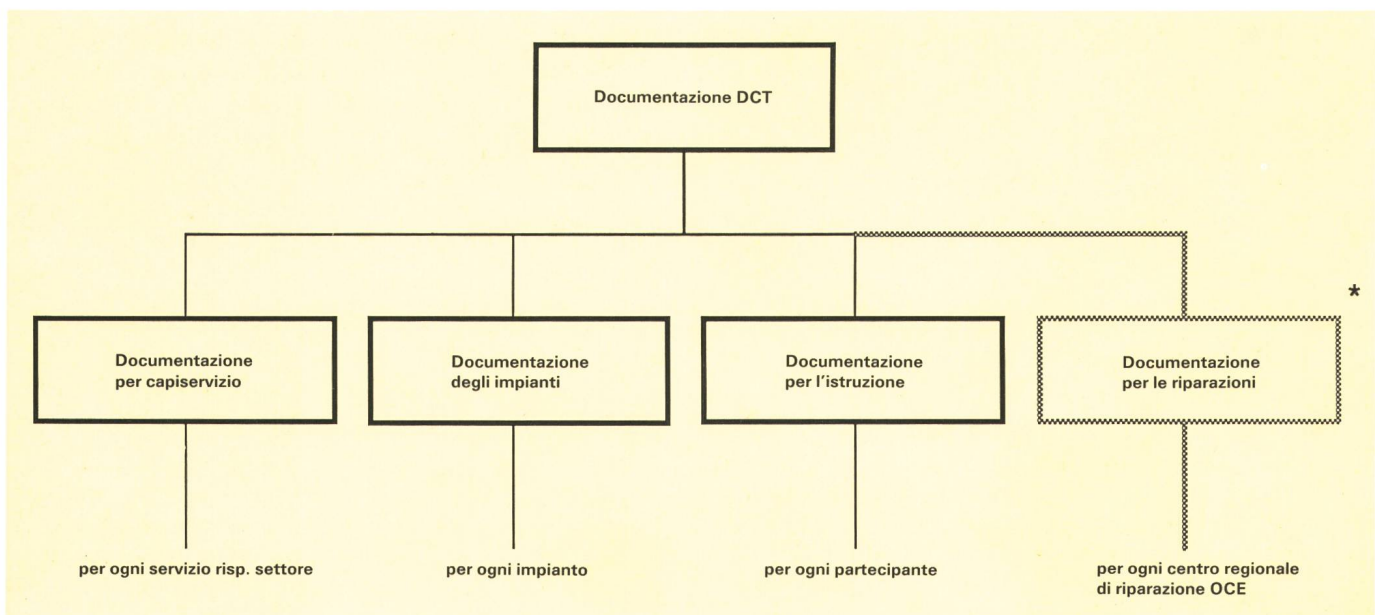 Documentazione DCT
*
Documentazione
per capiservizio
Documentazione
degli impianti
Documentazione
per l'istruzione
Documentazione
per le riparazioni
per ogni servizio risp. settore
per ogni impianto
per ogni partecipante
per ogni centro regionale
di riparazione OCE